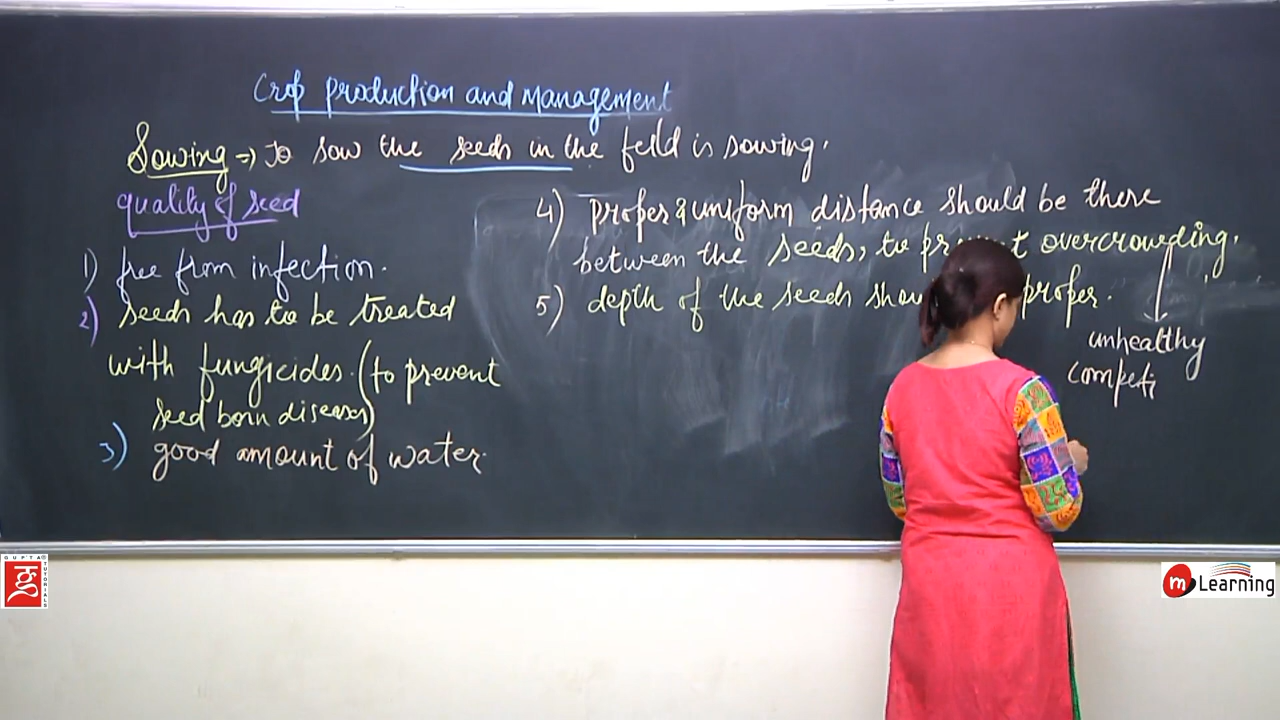 Crop production and management
Sowing => To sow the seeds in the feild is sowing.
quality of seed
1) free from infection.
2) seeds has to be treated
with fungicides. (to prevent
seed born diseases)
3) good amount of water.
4) proper & uniform distance should be there
between the seeds, to overcrowding.
5) depth of the seeds proper.
unhealthy
competi
GUPTA TUTORIALS
m Learning